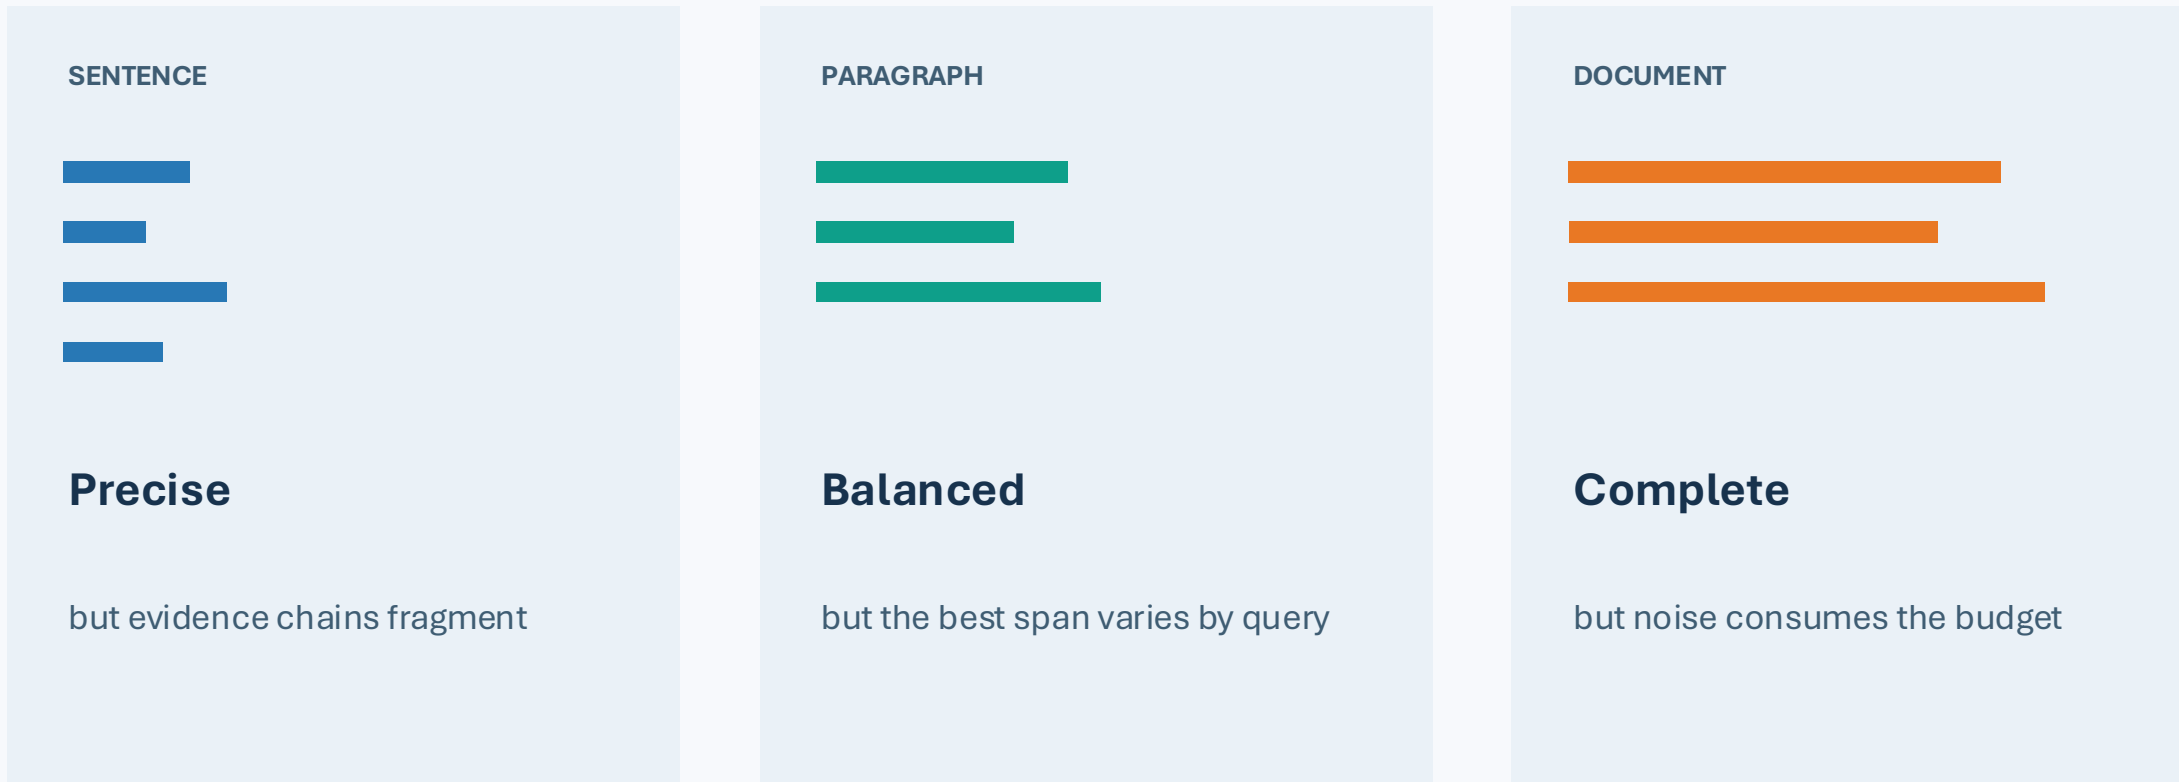 SENTENCE
Precise
but evidence chains fragment
PARAGRAPH
Balanced
but the best span varies by query
DOCUMENT
Complete
but noise consumes the budget